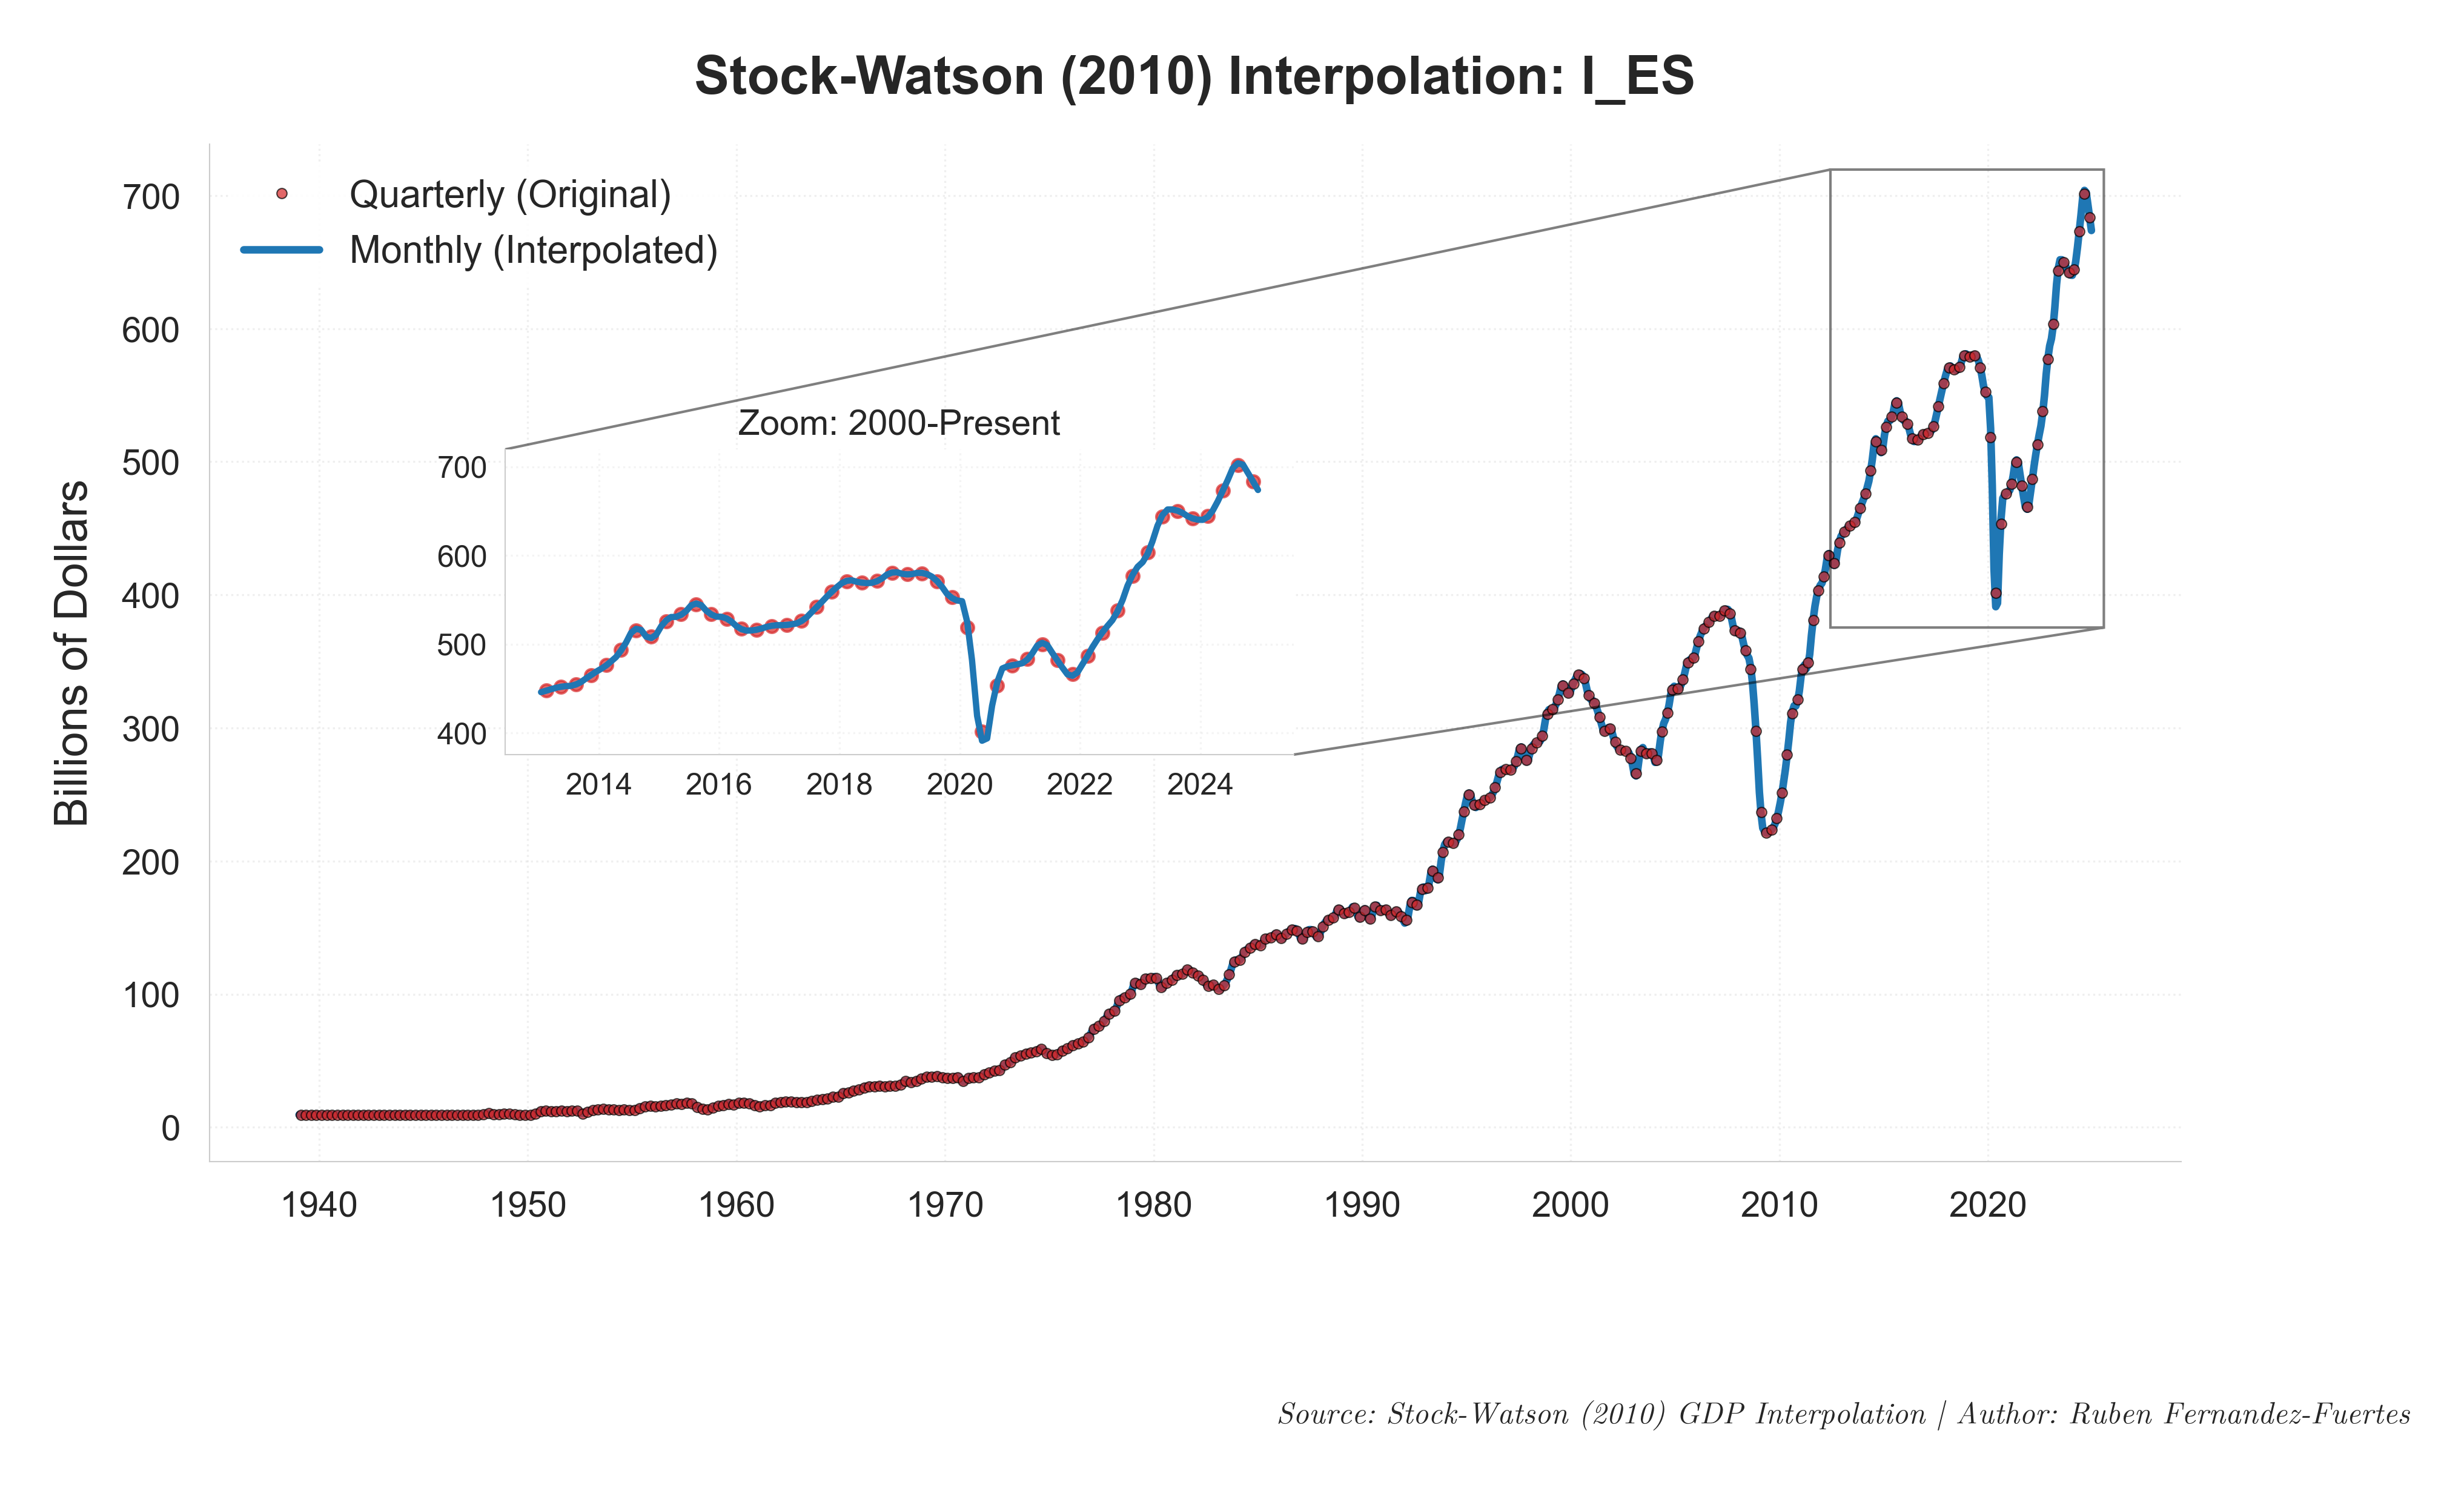 Stock-Watson (2010) Interpolation: I_ES
Quarterly (Original)
Monthly (Interpolated)
Billions of Dollars
700
600
500
400
300
200
100
0
Zoom: 2000-Present
700
600
500
400
2014 2016 2018 2020 2022 2024
1940 1950 1960 1970 1980 1990 2000 2010 2020
Source: Stock-Watson (2010) GDP Interpolation | Author: Ruben Fernandez-Fuertes